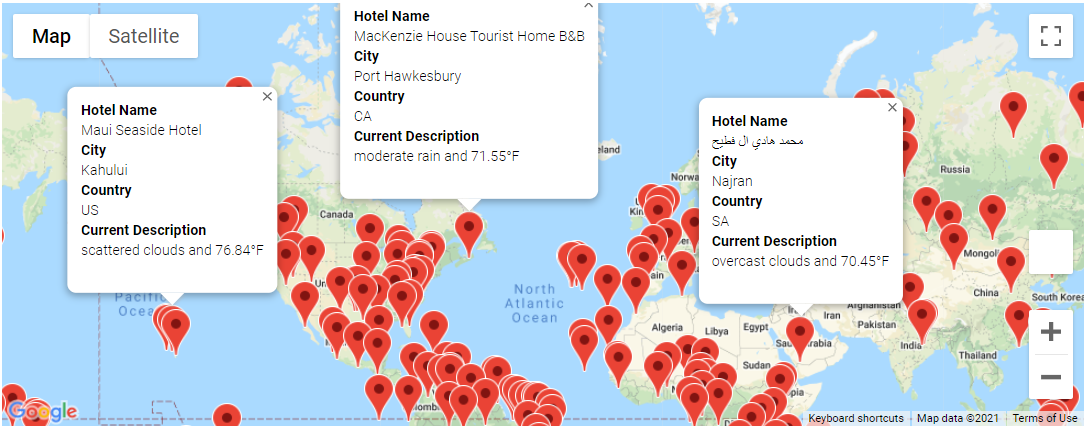 Map
Satellite
Hotel Name
Maui Seaside Hotel
City
Kahului
Country
US
Current Description
scattered clouds and 76.84°F
Hotel Name
MacKenzie House Tourist Home B&B
City
Port Hawkesbury
Country
CA
Current Description
moderate rain and 71.55°F
Hotel Name
محمد هادي ال فطيح
City
Najran
Country
SA
Current Description
overcast clouds and 70.45°F
Canada
Russia
Mongolia
China
South Korea
Thailand
India
Afghanistan
Pakistan
Iran
Saudi Arabia
Egypt
Libya
Algeria
Sudan
North
Atlantic
Ocean
Pacific
Ocean
Google
Keyboard shortcuts
Map data ©2021
Terms of Use